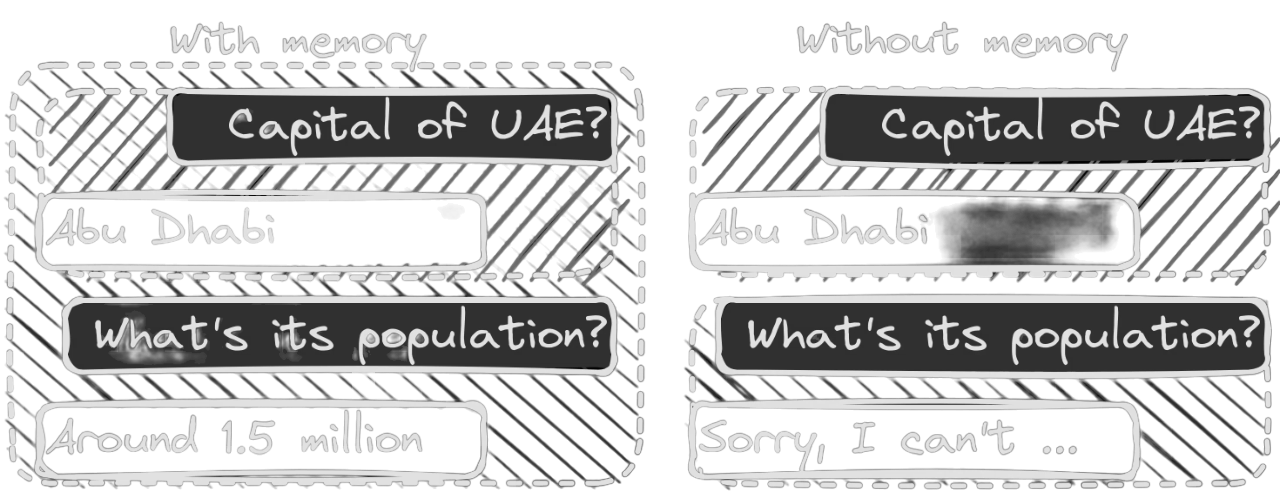 With memory
Capital of UAE?
Abu Dhabi
What's its population?
Around 1.5 million
Without memory
Capital of UAE?
Abu Dhabi
What's its population?
Sorry, I can't ...